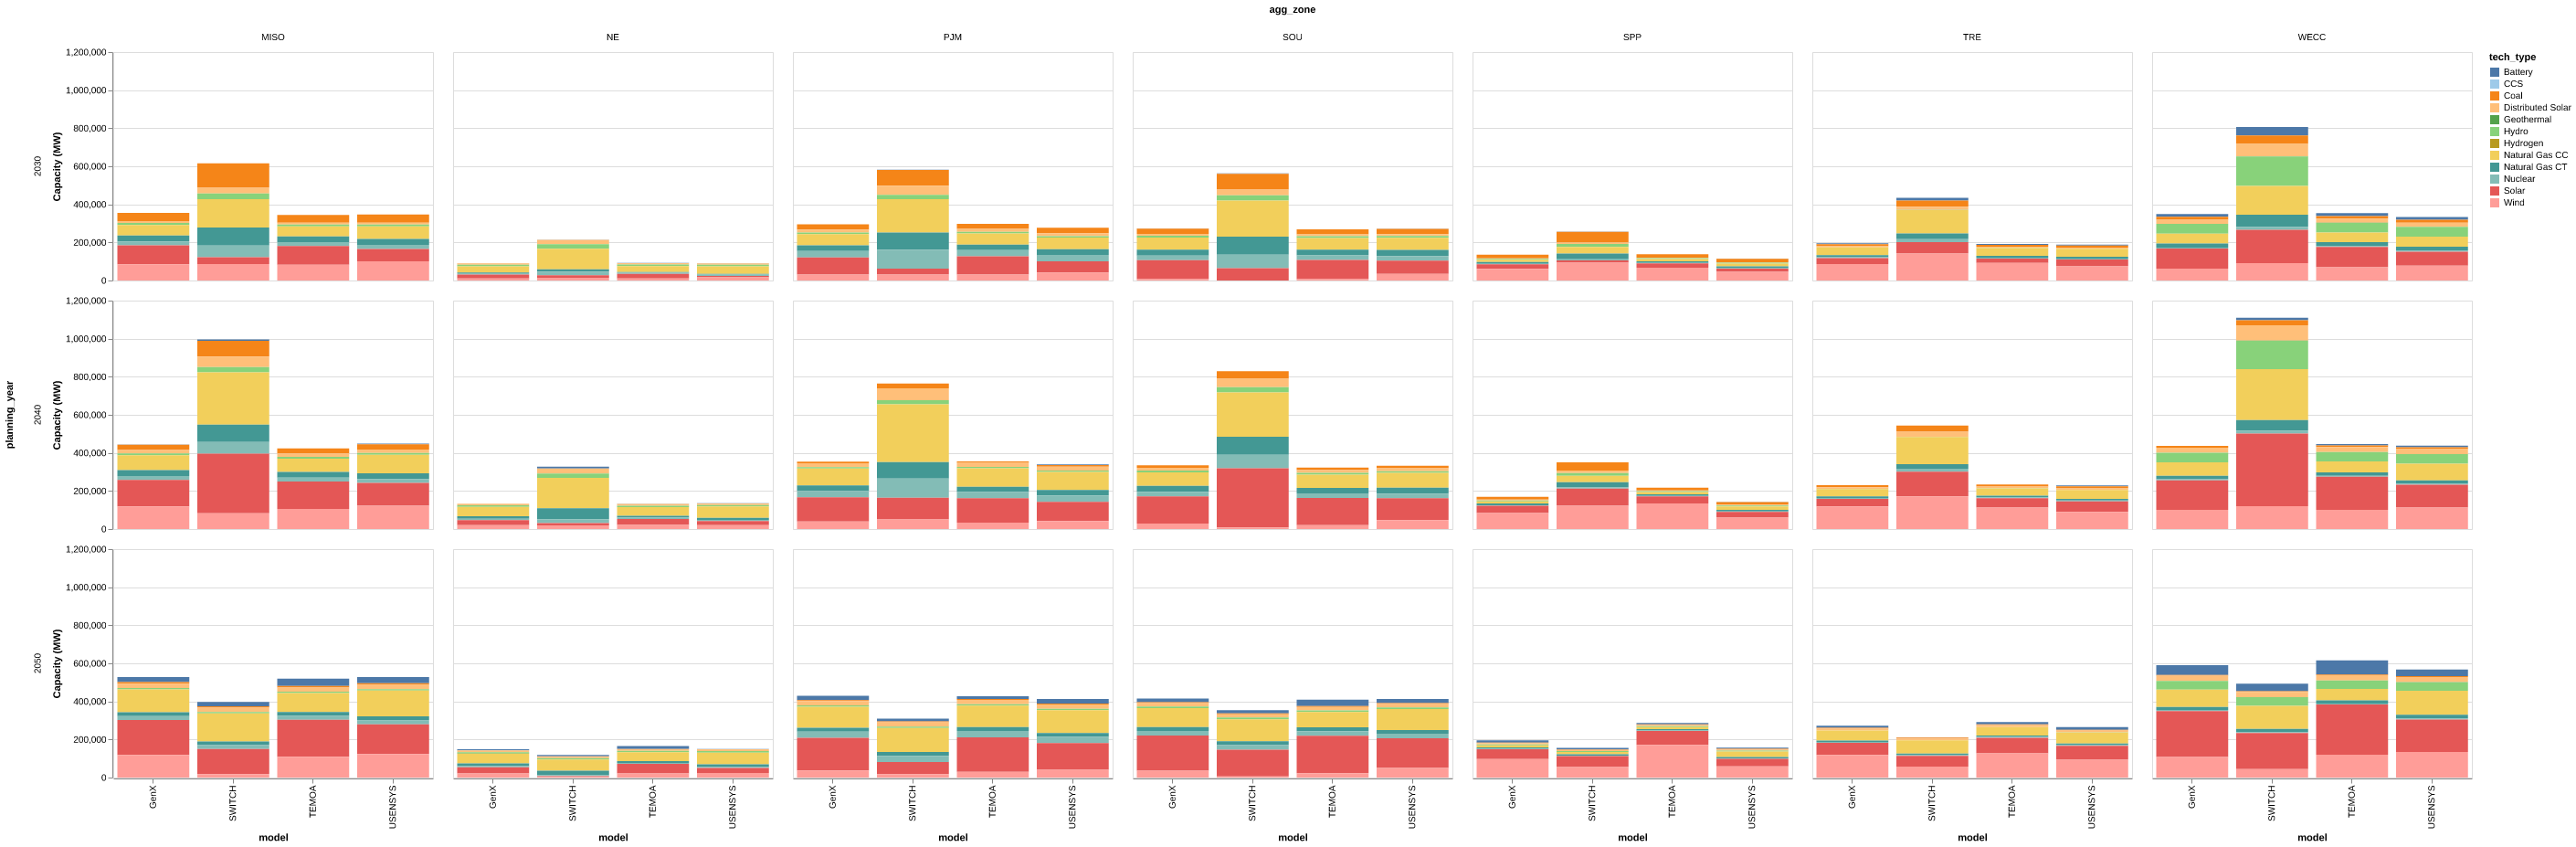 agg_zone
MISO NE PJM SOU SPP TRE WECC
tech_type
Battery
CCS
Coal
Distributed Solar
Geothermal
Hydro
Hydrogen
Natural Gas CC
Natural Gas CT
Nuclear
Solar
Wind
planning_year
2030
Capacity (MW)
1,200,000
1,000,000
800,000
600,000
400,000
200,000
0
2040
Capacity (MW)
1,200,000
1,000,000
800,000
600,000
400,000
200,000
0
2050
Capacity (MW)
1,200,000
1,000,000
800,000
600,000
400,000
200,000
0
GenX SWITCH TEMOA USENSYS GenX SWITCH TEMOA USENSYS GenX SWITCH TEMOA USENSYS GenX SWITCH TEMOA USENSYS GenX SWITCH TEMOA USENSYS GenX SWITCH TEMOA USENSYS GenX SWITCH TEMOA USENSYS
model model model model model model model